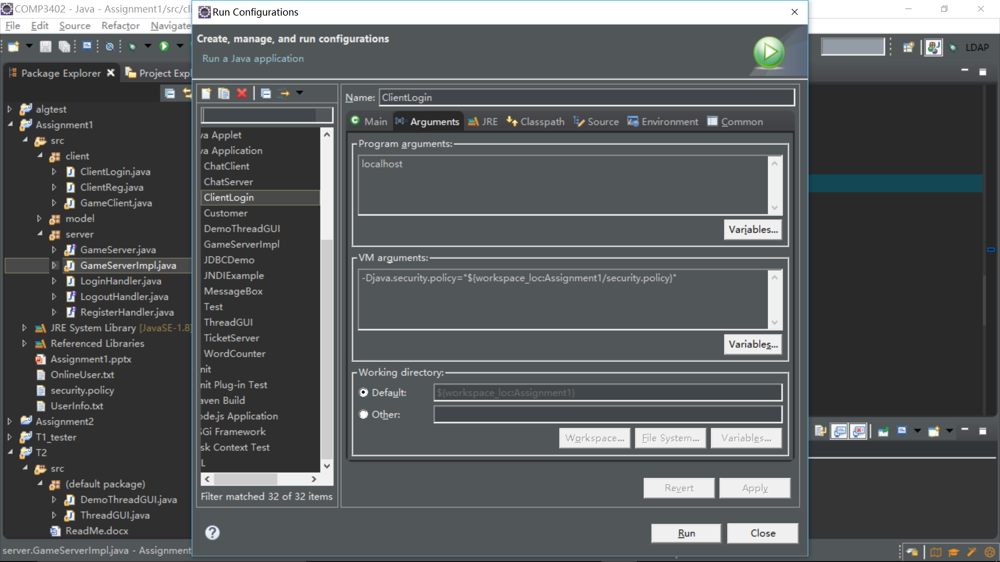 COMP3402 - Java - Assignment1/src/cli
File Edit Source Refactor Navigate
LDAP
Package Explorer
Project Expl
algtest
Assignment1
src
client
ClientLogin.java
ClientReg.java
GameClient.java
model
server
GameServer.java
GameServerImpl.java
LoginHandler.java
LogoutHandler.java
RegisterHandler.java
JRE System Library [JavaSE-1.8]
Referenced Libraries
Assignment1.pptx
OnlineUser.txt
security.policy
UserInfo.txt
Assignment2
T1_tester
T2
src
(default package)
DemoThreadGUI.java
ThreadGUI.java
ReadMe.docx
server.GameServerImpl.java - Assignment
Run Configurations
Create, manage, and run configurations
Run a Java application
va Applet
va Application
ChatClient
ChatServer
ClientLogin
Customer
DemoThreadGUI
GameServerImpl
JDBCDemo
JNDIExample
MessageBox
Test
ThreadGUI
TicketServer
WordCounter
nit
nit Plug-in Test
aven Build
ode.js Application
SGi Framework
sk Context Test
L
Filter matched 32 of 32 items
Name: ClientLogin
Main Arguments JRE Classpath Source Environment Common
Program arguments:
localhost
Variables...
VM arguments:
-Djava.security.policy="${workspace_loc:Assignment1/security.policy}"
Variables...
Working directory:
Default: ${workspace_loc:Assignment1}
Other:
Workspace... File System... Variables...
Revert Apply
Run Close